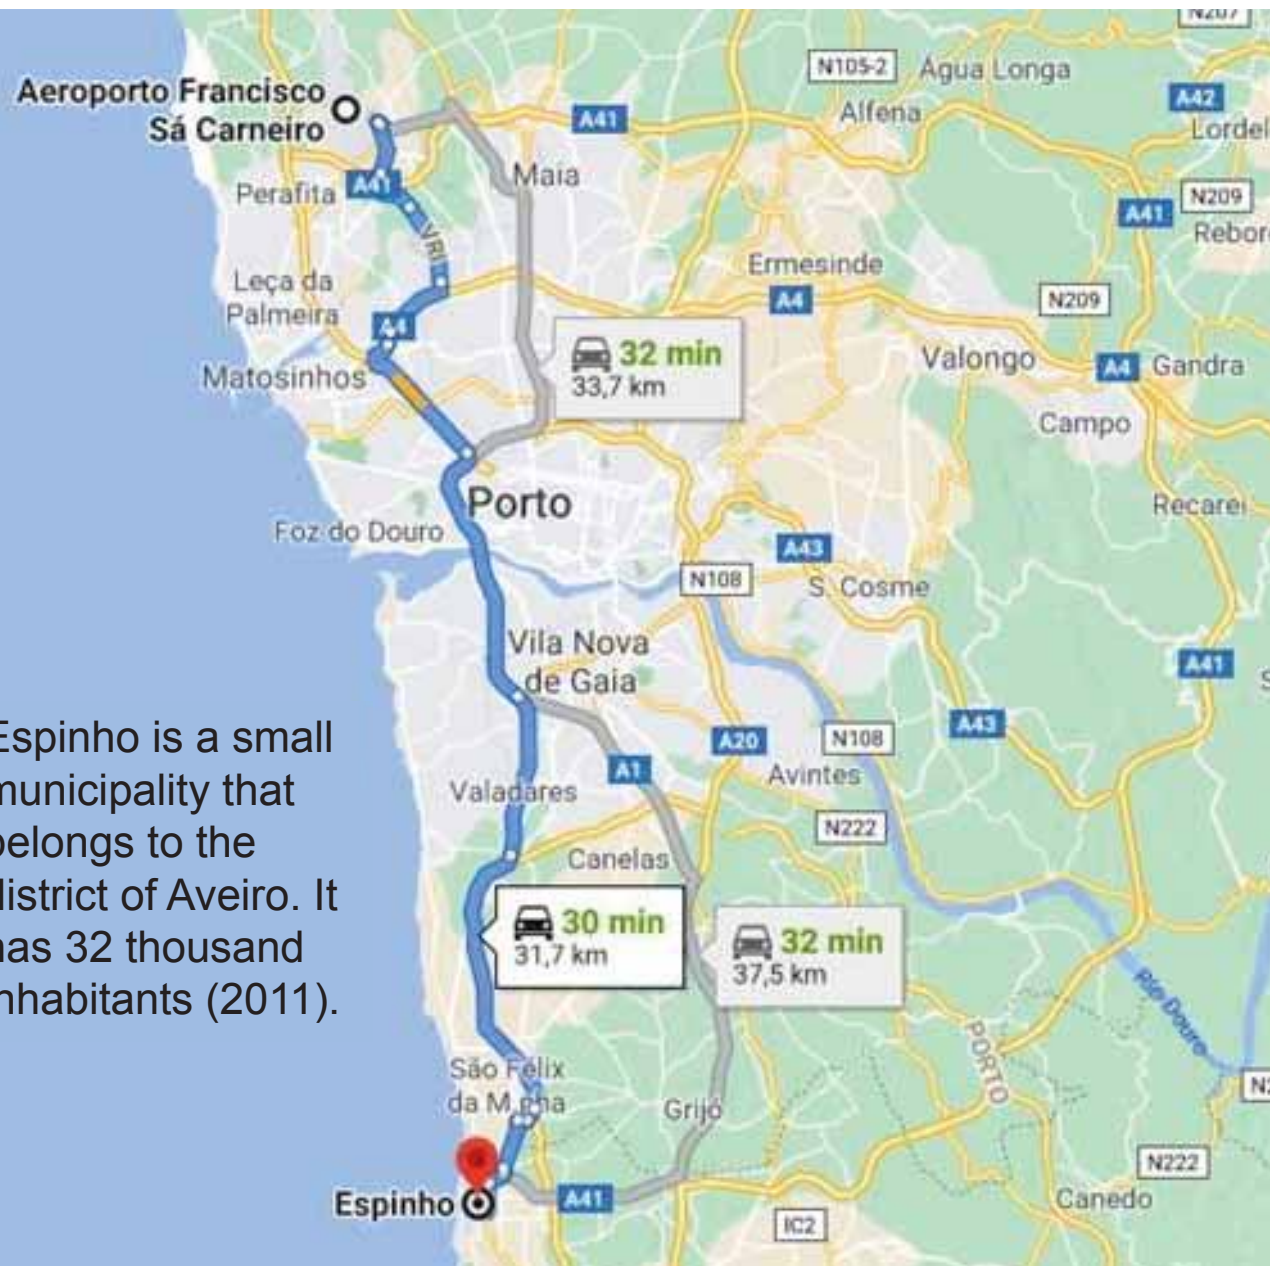 N207
Aeroporto Francisco
Sá Carneiro
N105-2
Água Longa
A42
Alfena
A41
Lordel
Maia
Perafita
A41
N209
A41
Rebor
VRI
Leça da
Palmeira
Ermesinde
A4
N209
A4
32 min
33,7 km
Valongo
A4
Gandra
Matosinhos
Campo
Porto
Recarei
Foz do Douro
A43
N108
S. Cosme
Vila Nova
de Gaia
A41
A43
A20
N108
Espinho is a small
municipality that
belongs to the
district of Aveiro. It
has 32 thousand
inhabitants (2011).
A1
Avintes
Valadares
N222
Canelas
30 min
31,7 km
32 min
37,5 km
Rio Douro
PORTO
São Félix
da M nha
Grijó
N2
N222
Espinho
A41
Canedo
IC2